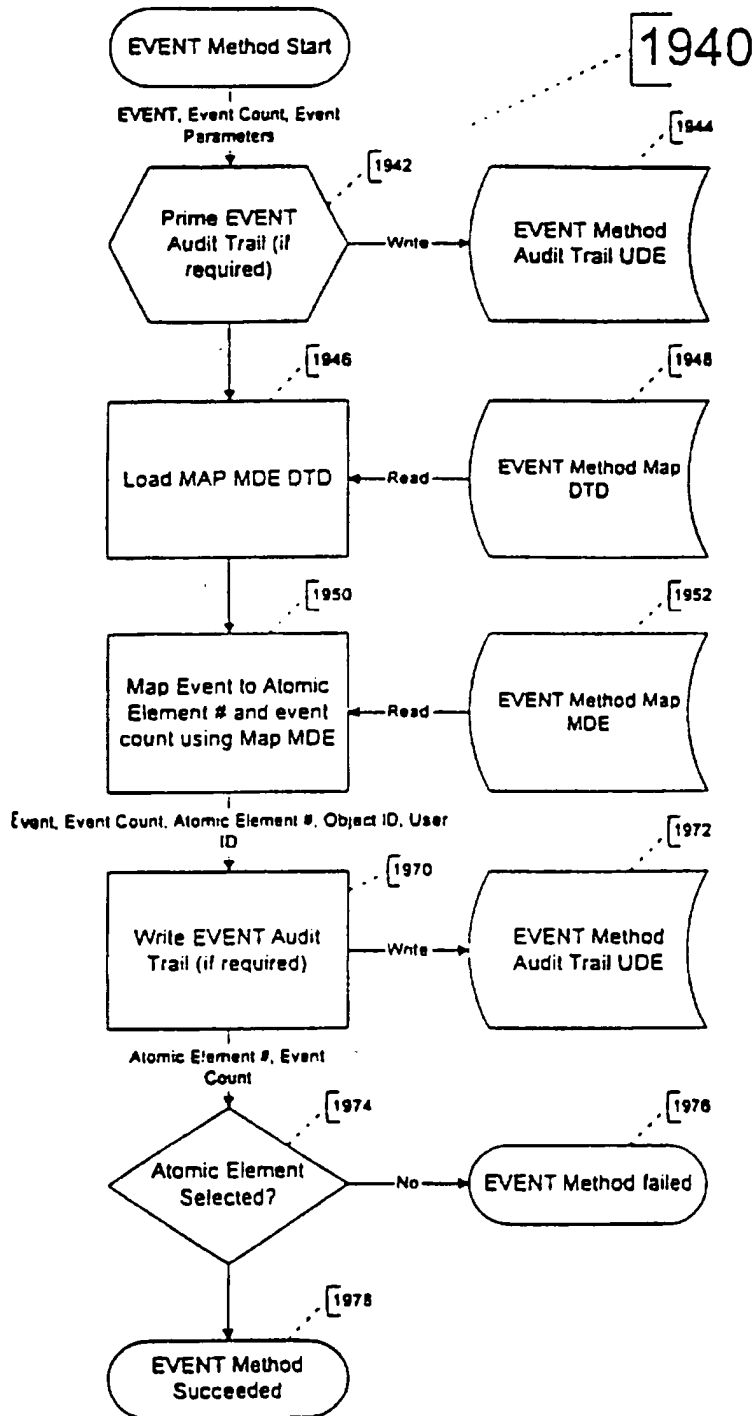 EVENT Method Start
1940
EVENT, Event Count, Event
Parameters
1942
1944
Prime EVENT
Audit Trail (if
required)
Write
EVENT Method
Audit Trail UDE
1946
1948
Load MAP MDE DTD
Read
EVENT Method Map
DTD
1950
1952
Map Event to Atomic
Element # and event
count using Map MDE
Read
EVENT Method Map
MDE
Event, Event Count, Atomic Element #, Object ID, User
ID
1970
1972
Write EVENT Audit
Trail (if required)
Write
EVENT Method
Audit Trail UDE
Atomic Element #, Event
Count
1974
1976
Atomic Element
Selected?
No
EVENT Method failed
1978
EVENT Method
Succeeded